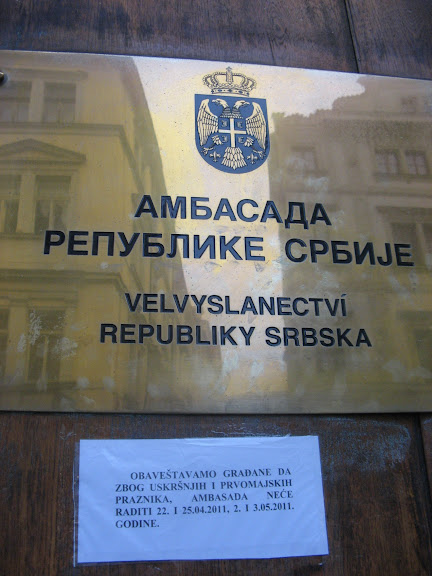 АМБАСАДА
РЕПУБЛИКЕ СРБИЈЕ
VELVYSLANECTVÍ
REPUBLIKY SRBSKA
OBAVEŠTAVAMO GRAĐANE DA
ZBOG USKRŠNJIH I PRVOMAJSKIH
PRAZNIKA, AMBASADA NEĆE
RADITI 22. I 25.04.2011, 2. I 3.05.2011.
GODINE.